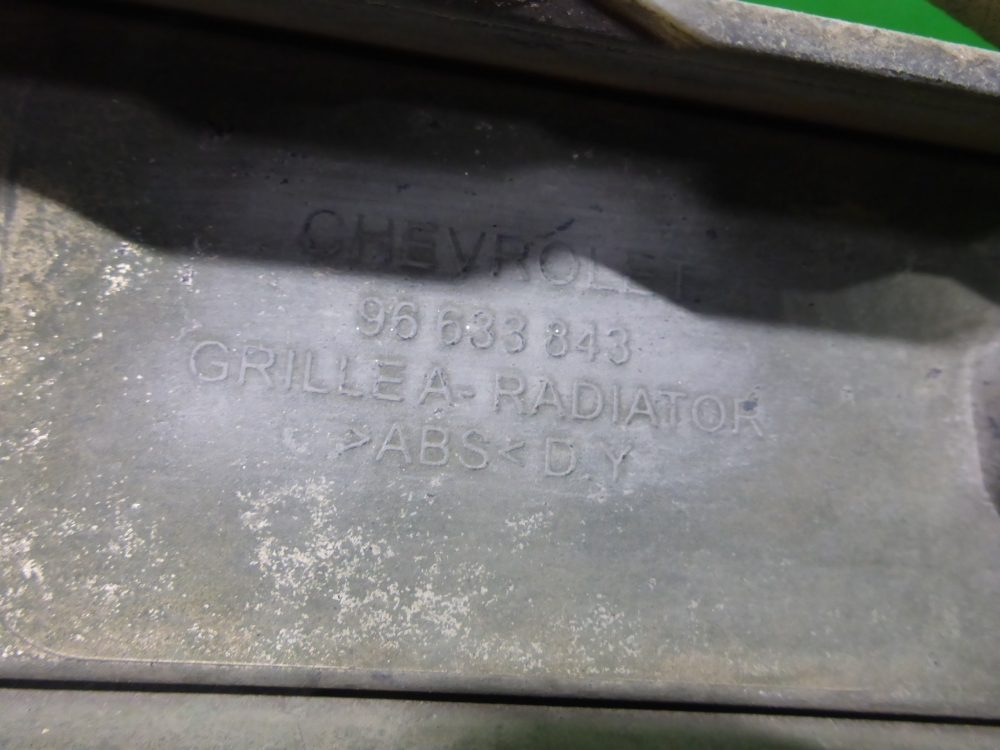 CHEVROLET
96 633 843
GRILLE A- RADIATOR
>ABS< D.Y